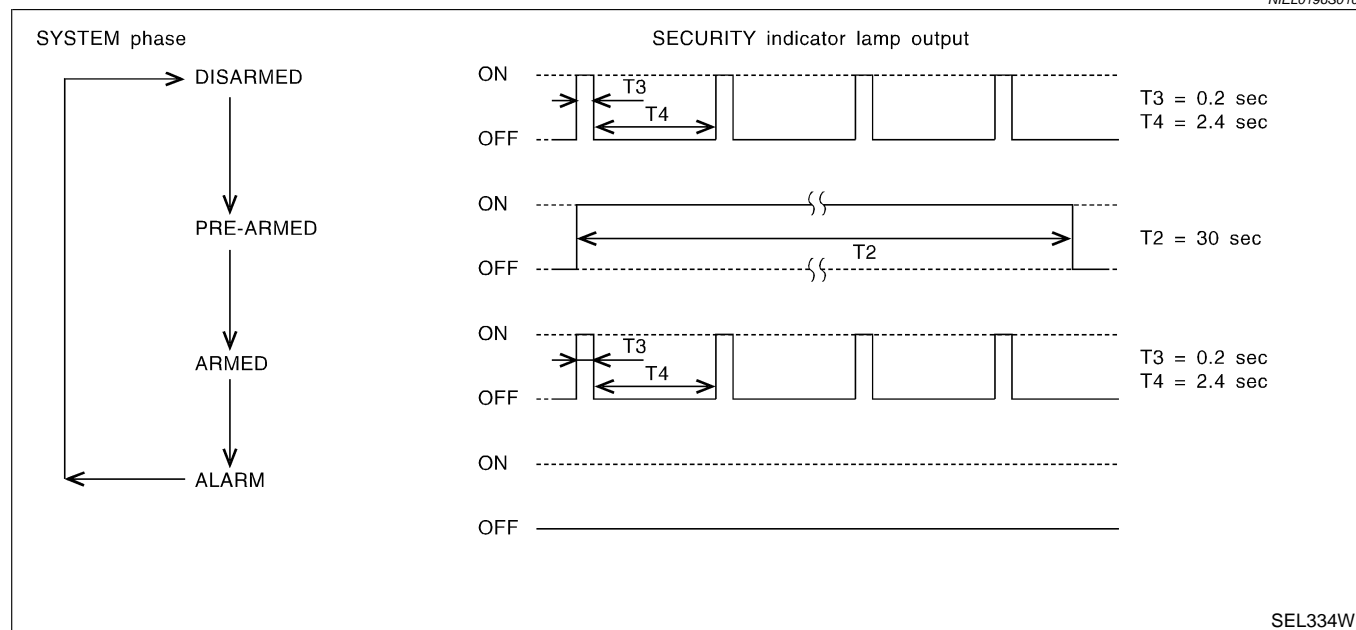 SYSTEM phase
SECURITY indicator lamp output
DISARMED
ON
T3
T4
OFF
T3 = 0.2 sec
T4 = 2.4 sec
PRE-ARMED
ON
T2
OFF
T2 = 30 sec
ARMED
ON
T3
T4
OFF
T3 = 0.2 sec
T4 = 2.4 sec
ALARM
ON
OFF
SEL334W